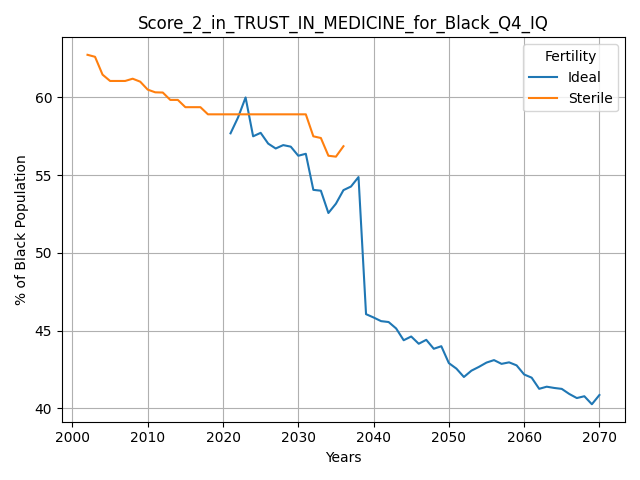 Score_2_in_TRUST_IN_MEDICINE_for_Black_Q4_IQ
Fertility
Ideal
Sterile
% of Black Population
60
55
50
45
40
2000 2010 2020 2030 2040 2050 2060 2070
Years